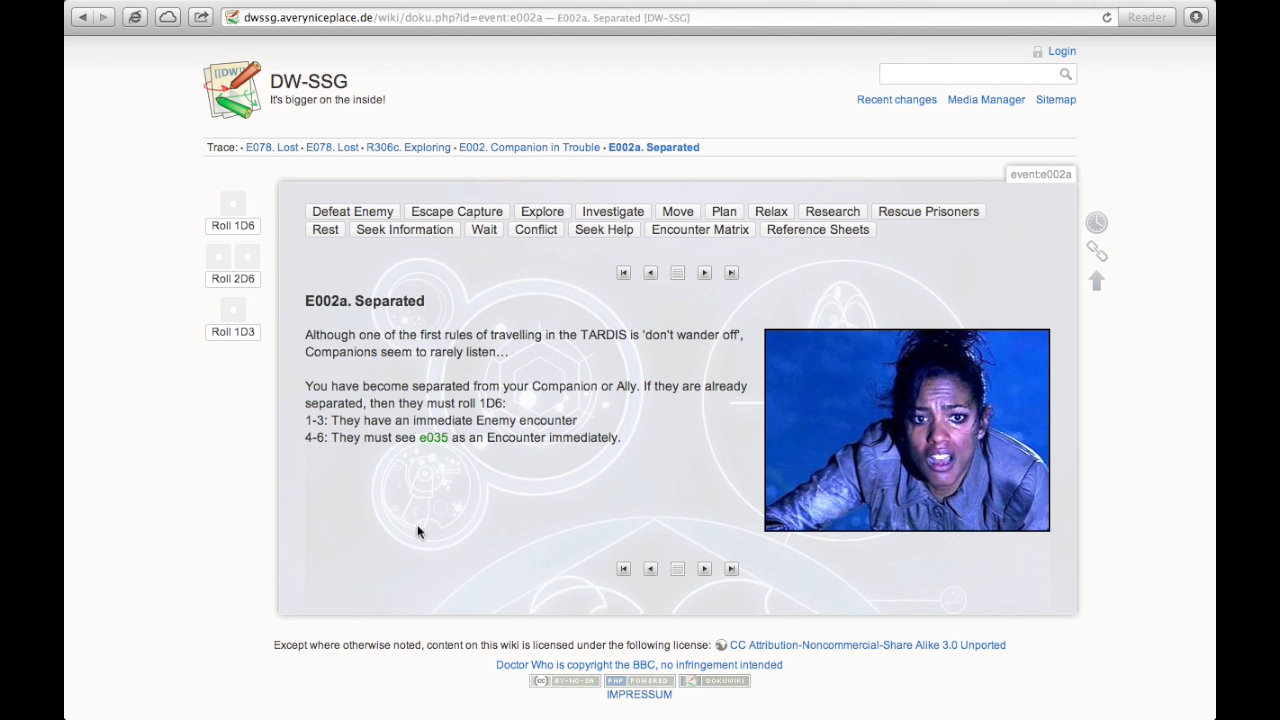 dwssg.averyniceplace.de/wiki/doku.php?id=event:e002a — E002a. Separated [DW-SSG]
Reader
Login
[[DW]]
DW-SSG
It's bigger on the inside!
Recent changes Media Manager Sitemap
Trace: • E078. Lost • E078. Lost • R306c. Exploring • E002. Companion in Trouble • E002a. Separated
event:e002a
Roll 1D6
Roll 2D6
Roll 1D3
Defeat Enemy Escape Capture Explore Investigate Move Plan Relax Research Rescue Prisoners
Rest Seek Information Wait Conflict Seek Help Encounter Matrix Reference Sheets
E002a. Separated
Although one of the first rules of travelling in the TARDIS is 'don't wander off',
Companions seem to rarely listen…
You have become separated from your Companion or Ally. If they are already
separated, then they must roll 1D6:
1-3: They have an immediate Enemy encounter
4-6: They must see e035 as an Encounter immediately.
Except where otherwise noted, content on this wiki is licensed under the following license: CC Attribution-Noncommercial-Share Alike 3.0 Unported
Doctor Who is copyright the BBC, no infringement intended
(cc) BY-NC-SA PHP POWERED DOKUWIKI
IMPRESSUM